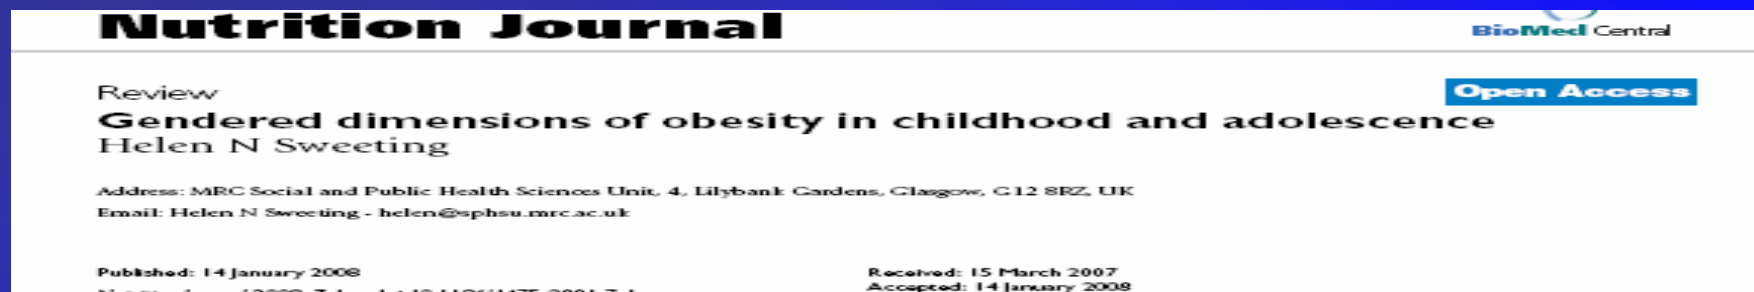 Nutrition Journal
BioMed Central
Review
Open Access
Gendered dimensions of obesity in childhood and adolescence
Helen N Sweeting
Address: MRC Social and Public Health Sciences Unit, 4, Lilybank Gardens, Glasgow, G12 8RZ, UK
Email: Helen N Sweeting - helen@sphsu.mrc.ac.uk
Published: 14 January 2008
Received: 15 March 2007
Accepted: 14 January 2008